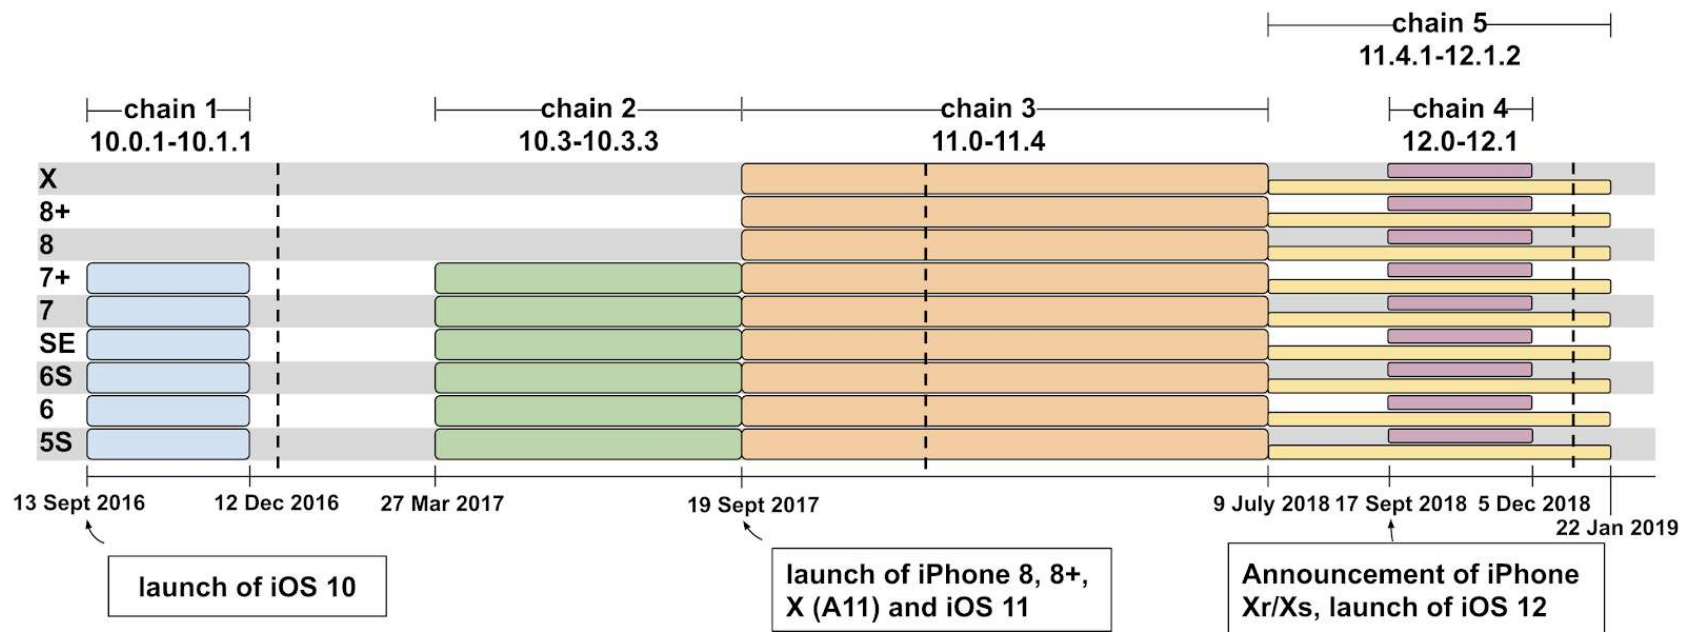 chain 5
11.4.1-12.1.2
chain 1
10.0.1-10.1.1
chain 2
10.3-10.3.3
chain 3
11.0-11.4
chain 4
12.0-12.1
X
8+
8
7+
7
SE
6S
6
5S
13 Sept 2016
12 Dec 2016
27 Mar 2017
19 Sept 2017
9 July 2018
17 Sept 2018
5 Dec 2018
22 Jan 2019
launch of iOS 10
launch of iPhone 8, 8+,
X (A11) and iOS 11
Announcement of iPhone
Xr/Xs, launch of iOS 12